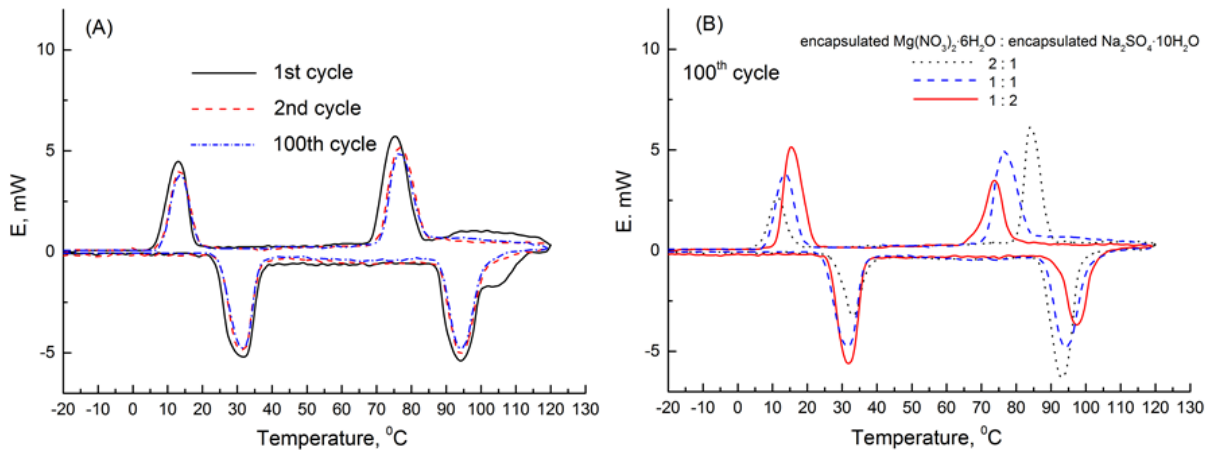 (A)
1st cycle
2nd cycle
100th cycle
E, mW
10
5
0
-5
-20 -10 0 10 20 30 40 50 60 70 80 90 100 110 120 130
Temperature, °C
(B)
encapsulated Mg(NO₃)₂·6H₂O : encapsulated Na₂SO₄·10H₂O
100ᵗʰ cycle
2 : 1
1 : 1
1 : 2
E. mW
10
5
0
-5
-20 -10 0 10 20 30 40 50 60 70 80 90 100 110 120 130
Temperature, °C